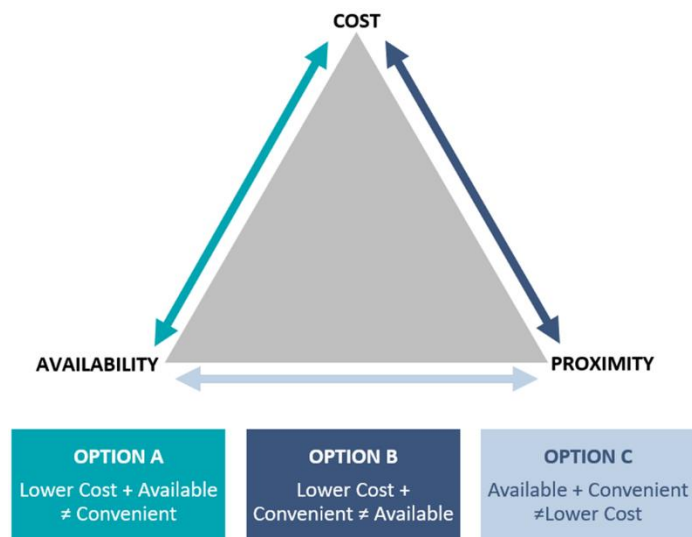 COST
AVAILABILITY
PROXIMITY
OPTION A
Lower Cost + Available
≠ Convenient
OPTION B
Lower Cost +
Convenient ≠ Available
OPTION C
Available + Convenient
≠Lower Cost